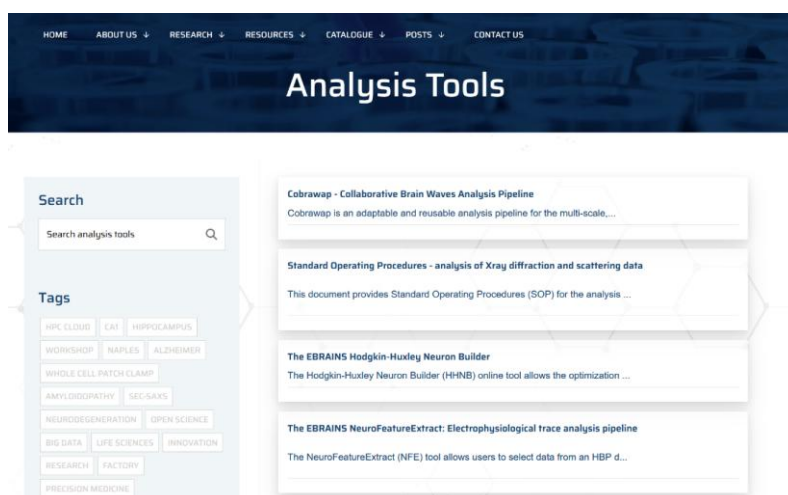 HOME ABOUT US ↓ RESEARCH ↓ RESOURCES ↓ CATALOGUE ↓ POSTS ↓ CONTACT US
Analysis Tools
Search
Search analysis tools
Tags
HPC CLOUD CA1 HIPPOCAMPUS
WORKSHOP NAPLES ALZHEIMER
WHOLE CELL PATCH CLAMP
AMYLOIDOPATHY SEC-SAXS
NEURODEGENERATION OPEN SCIENCE
BIG DATA LIFE SCIENCES INNOVATION
RESEARCH FACTORY
PRECISION MEDICINE
Cobrawap - Collaborative Brain Waves Analysis Pipeline
Cobrawap is an adaptable and reusable analysis pipeline for the multi-scale,...
Standard Operating Procedures - analysis of Xray diffraction and scattering data
This document provides Standard Operating Procedures (SOP) for the analysis ...
The EBRAINS Hodgkin-Huxley Neuron Builder
The Hodgkin-Huxley Neuron Builder (HHNB) online tool allows the optimization ...
The EBRAINS NeuroFeatureExtract: Electrophysiological trace analysis pipeline
The NeuroFeatureExtract (NFE) tool allows users to select data from an HBP d...